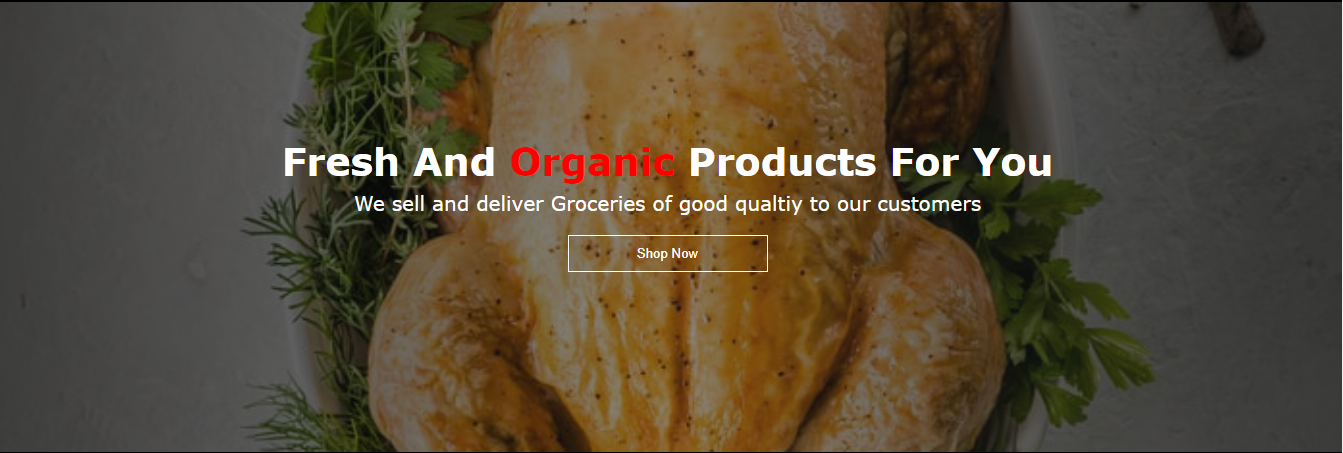 Fresh And Organic Products For You
We sell and deliver Groceries of good qualtiy to our customers
Shop Now